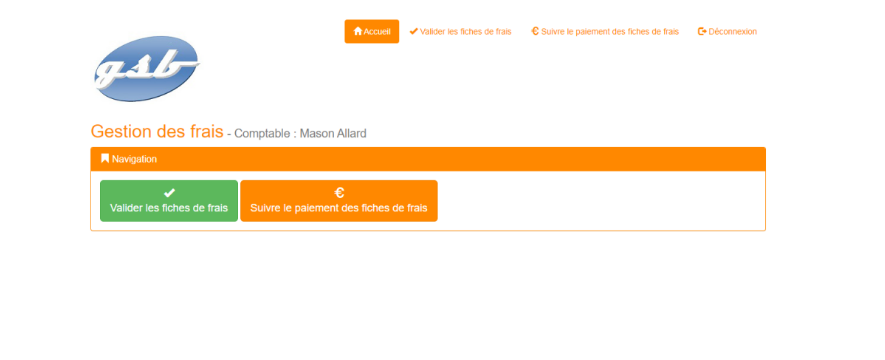 Accueil Valider les fiches de frais € Suivre le paiement des fiches de frais Déconnexion
gsb
Gestion des frais - Comptable : Mason Allard
Navigation
€
Valider les fiches de frais Suivre le paiement des fiches de frais